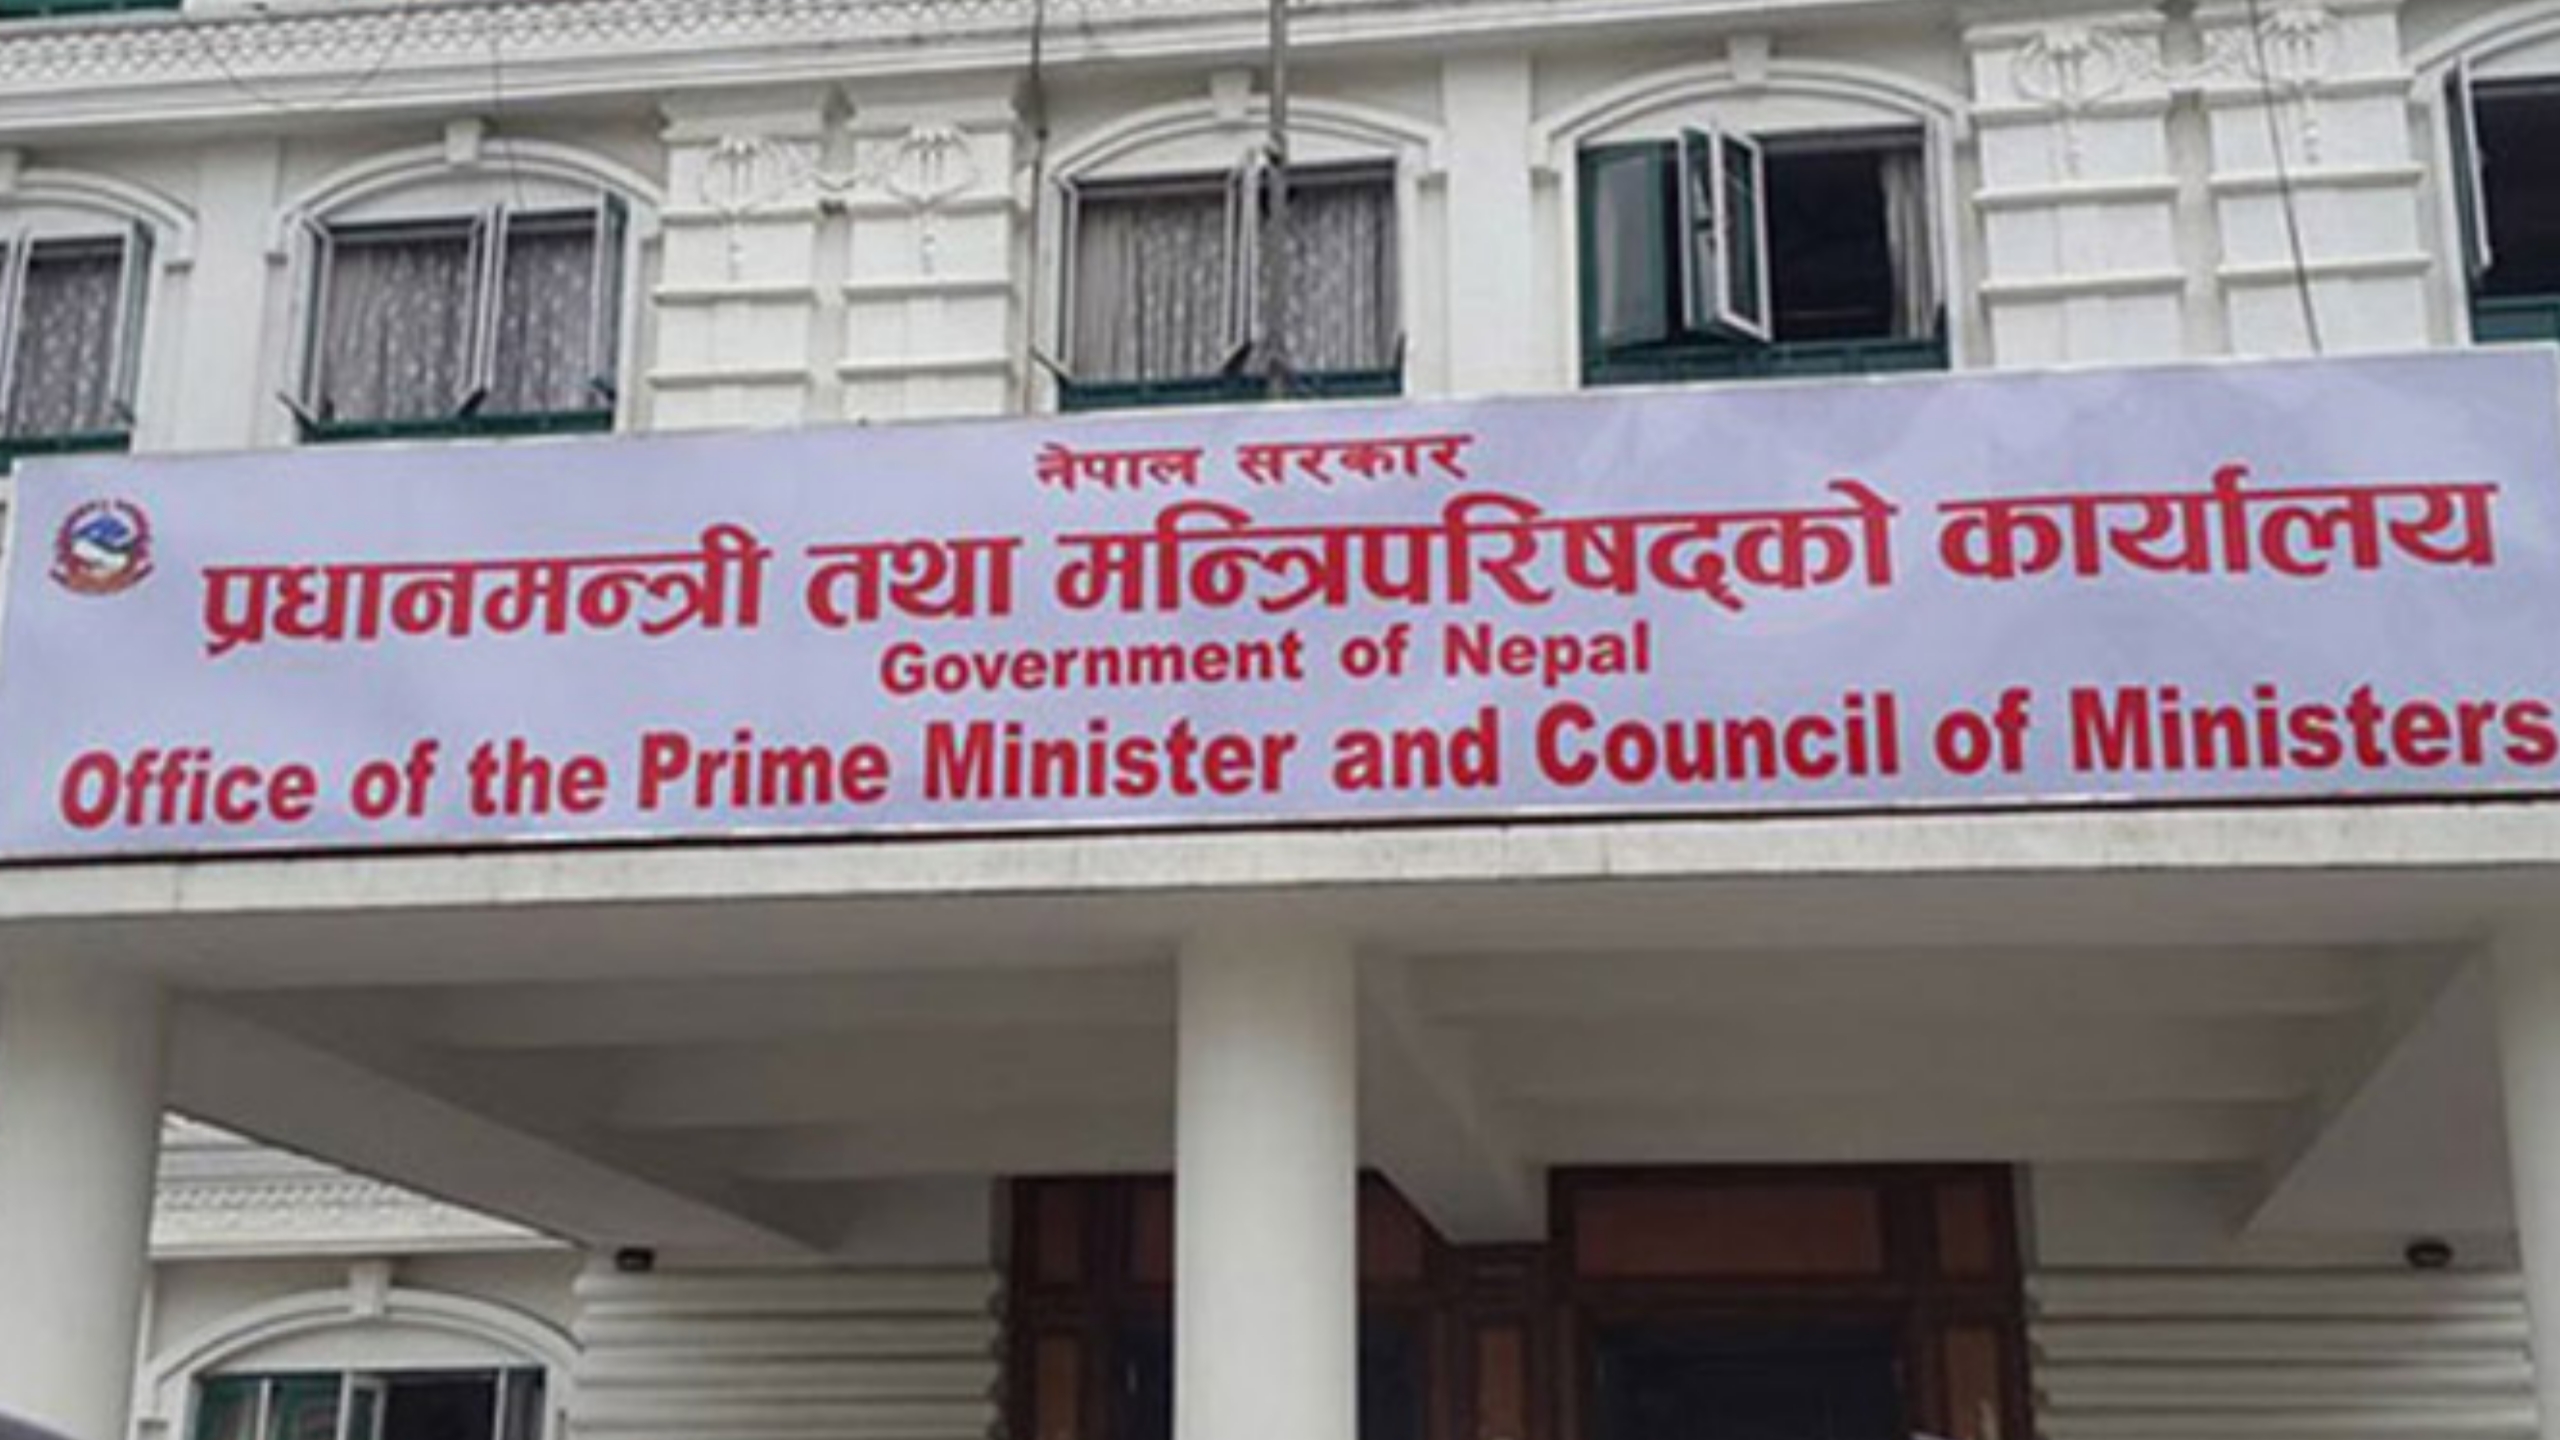 नेपाल सरकार
प्रधानमन्त्री तथा मन्त्रिपरिषद्को कार्यालय
Government of Nepal
Office of the Prime Minister and Council of Ministers